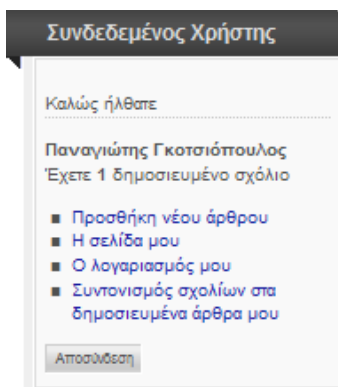 Συνδεδεμένος Χρήστης
Καλώς ήλθατε
Παναγιώτης Γκοτσιόπουλος
Έχετε 1 δημοσιευμένο σχόλιο
Προσθήκη νέου άρθρου
Η σελίδα μου
Ο λογαριασμός μου
Συντονισμός σχολίων στα
δημοσιευμένα άρθρα μου
Αποσύνδεση